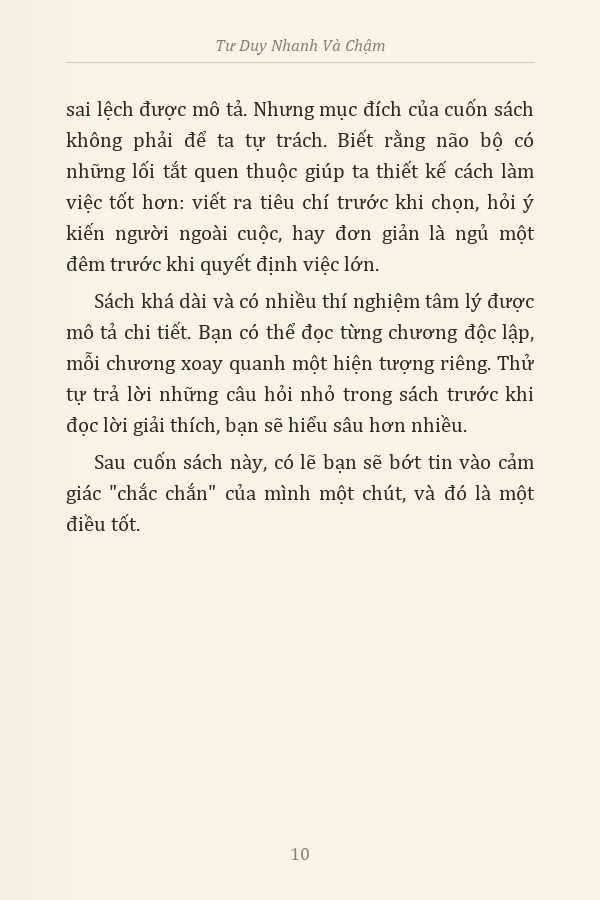 Tư Duy Nhanh Và Chậm
sai lệch được mô tả. Nhưng mục đích của cuốn sách
không phải để ta tự trách. Biết rằng não bộ có
những lối tắt quen thuộc giúp ta thiết kế cách làm
việc tốt hơn: viết ra tiêu chí trước khi chọn, hỏi ý
kiến người ngoài cuộc, hay đơn giản là ngủ một
đêm trước khi quyết định việc lớn.
Sách khá dài và có nhiều thí nghiệm tâm lý được
mô tả chi tiết. Bạn có thể đọc từng chương độc lập,
mỗi chương xoay quanh một hiện tượng riêng. Thử
tự trả lời những câu hỏi nhỏ trong sách trước khi
đọc lời giải thích, bạn sẽ hiểu sâu hơn nhiều.
Sau cuốn sách này, có lẽ bạn sẽ bớt tin vào cảm
giác "chắc chắn" của mình một chút, và đó là một
điều tốt.
10